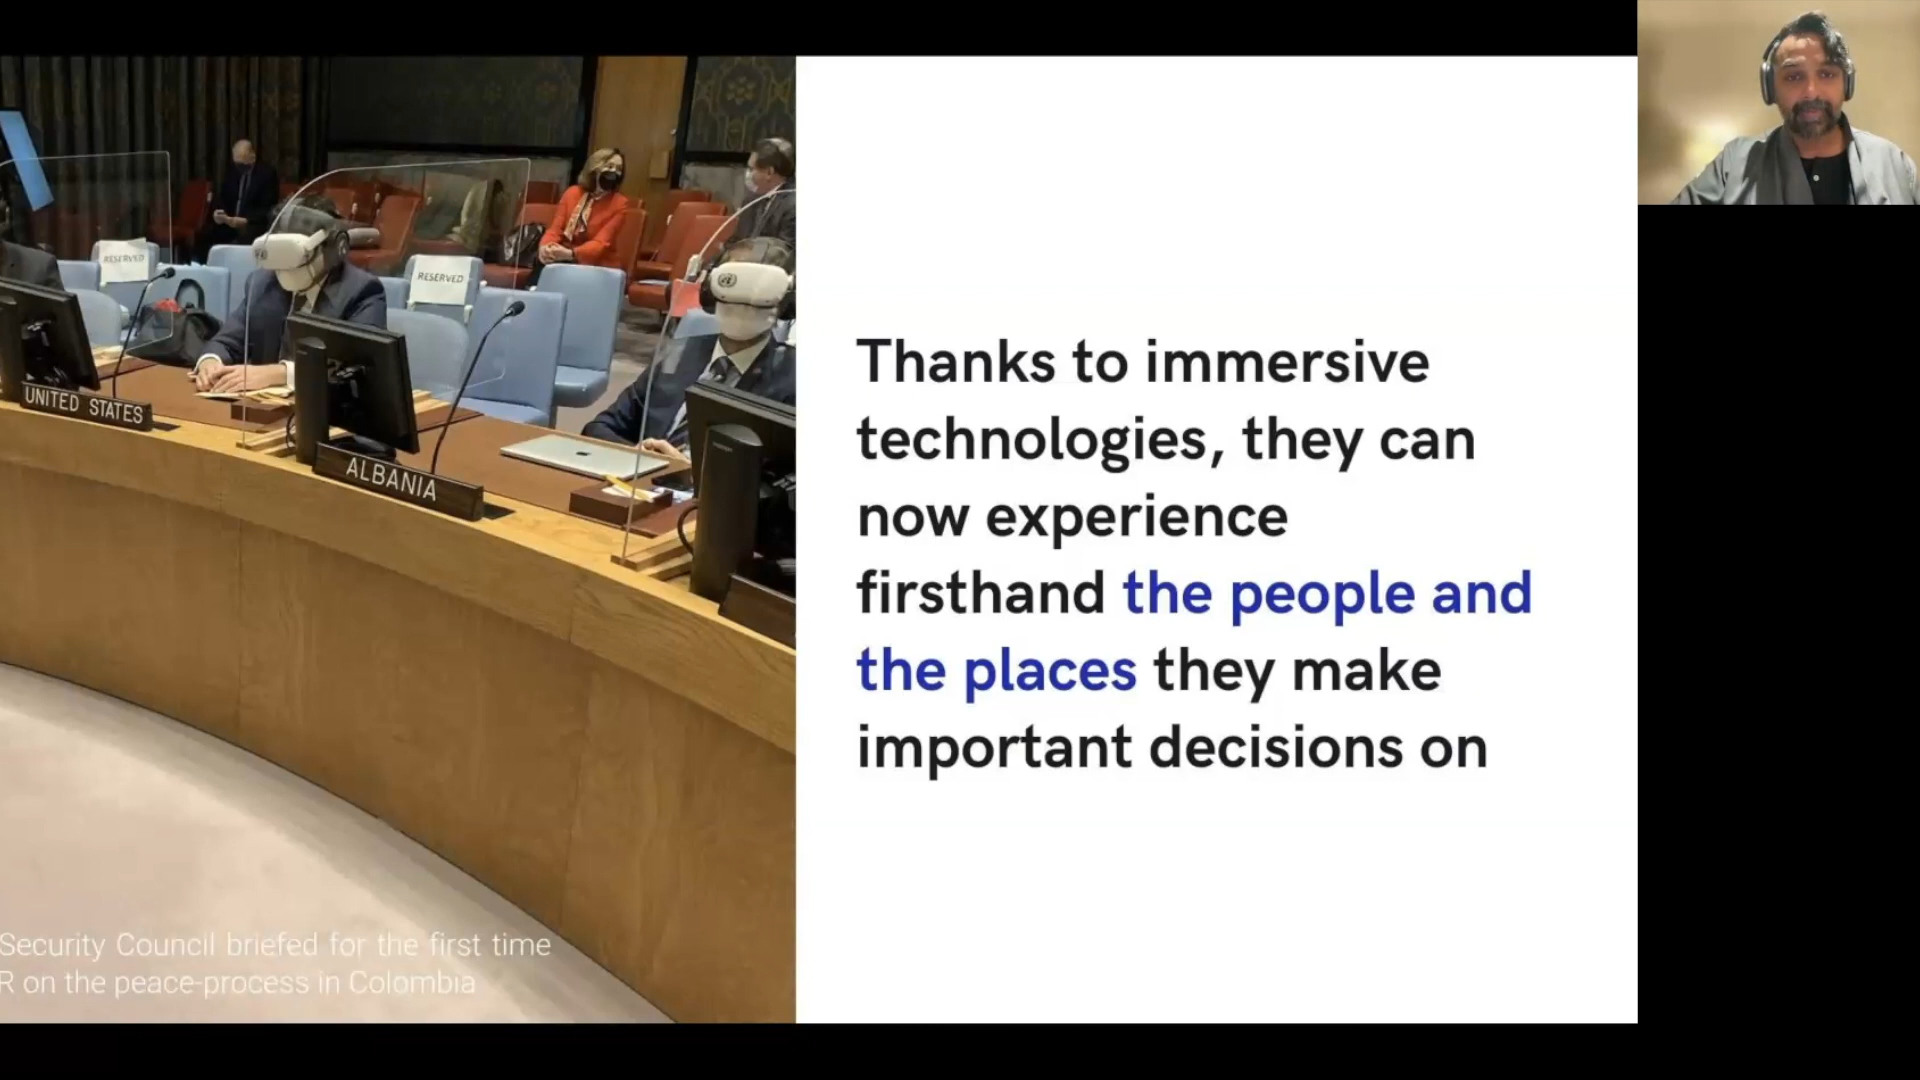 RESERVED
RESERVED
UNITED STATES
ALBANIA
Security Council briefed for the first time
R on the peace-process in Colombia
Thanks to immersive
technologies, they can
now experience
firsthand the people and
the places they make
important decisions on